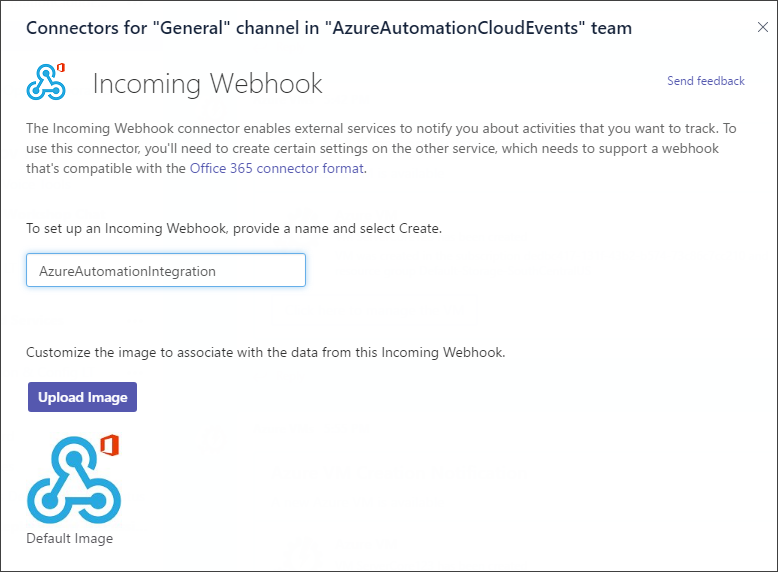 Connectors for "General" channel in "AzureAutomationCloudEvents" team
Incoming Webhook
Send feedback
The Incoming Webhook connector enables external services to notify you about activities that you want to track. To
use this connector, you'll need to create certain settings on the other service, which needs to support a webhook
that's compatible with the Office 365 connector format.
To set up an Incoming Webhook, provide a name and select Create.
AzureAutomationIntegration
Customize the image to associate with the data from this Incoming Webhook.
Upload Image
Default Image